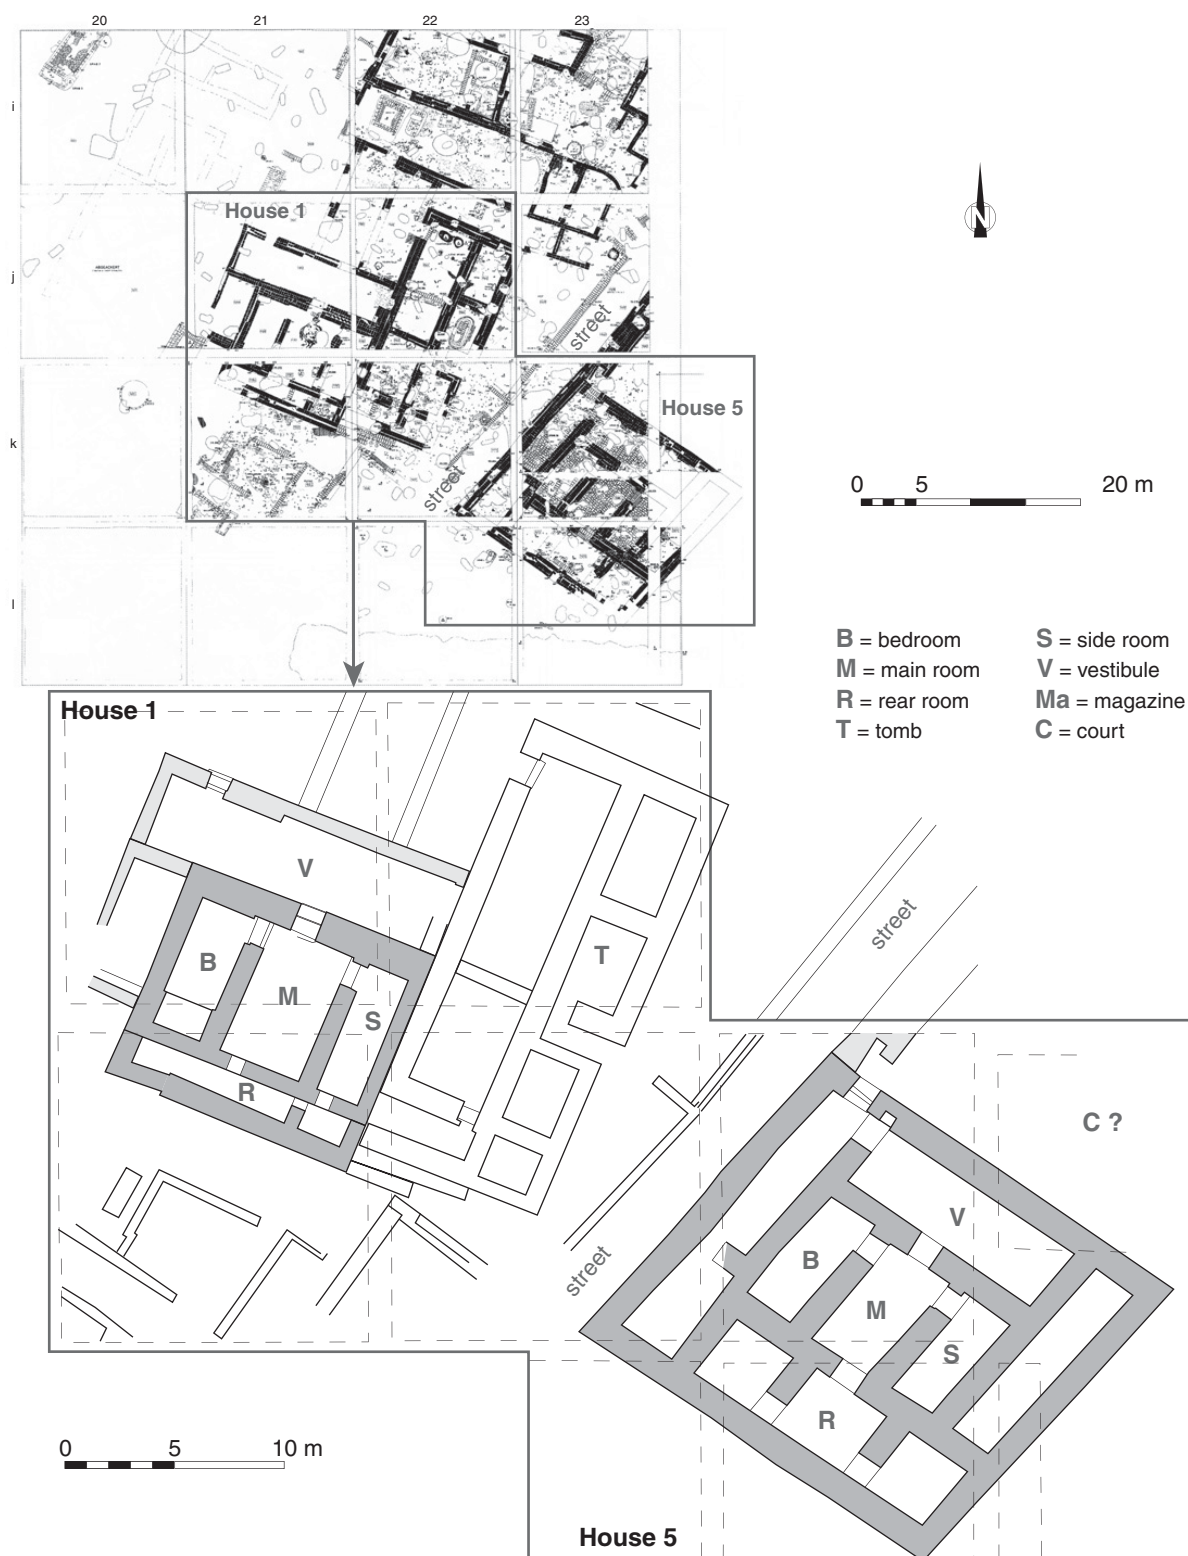 20 21 22 23
i
House 1
j
street
k
House 5
street
l
N
0 5 20 m
B = bedroom S = side room
M = main room V = vestibule
R = rear room Ma = magazine
T = tomb C = court
House 1
V
street
B
T
M
S
R
C ?
V
street
B
M
S
R
0 5 10 m
House 5